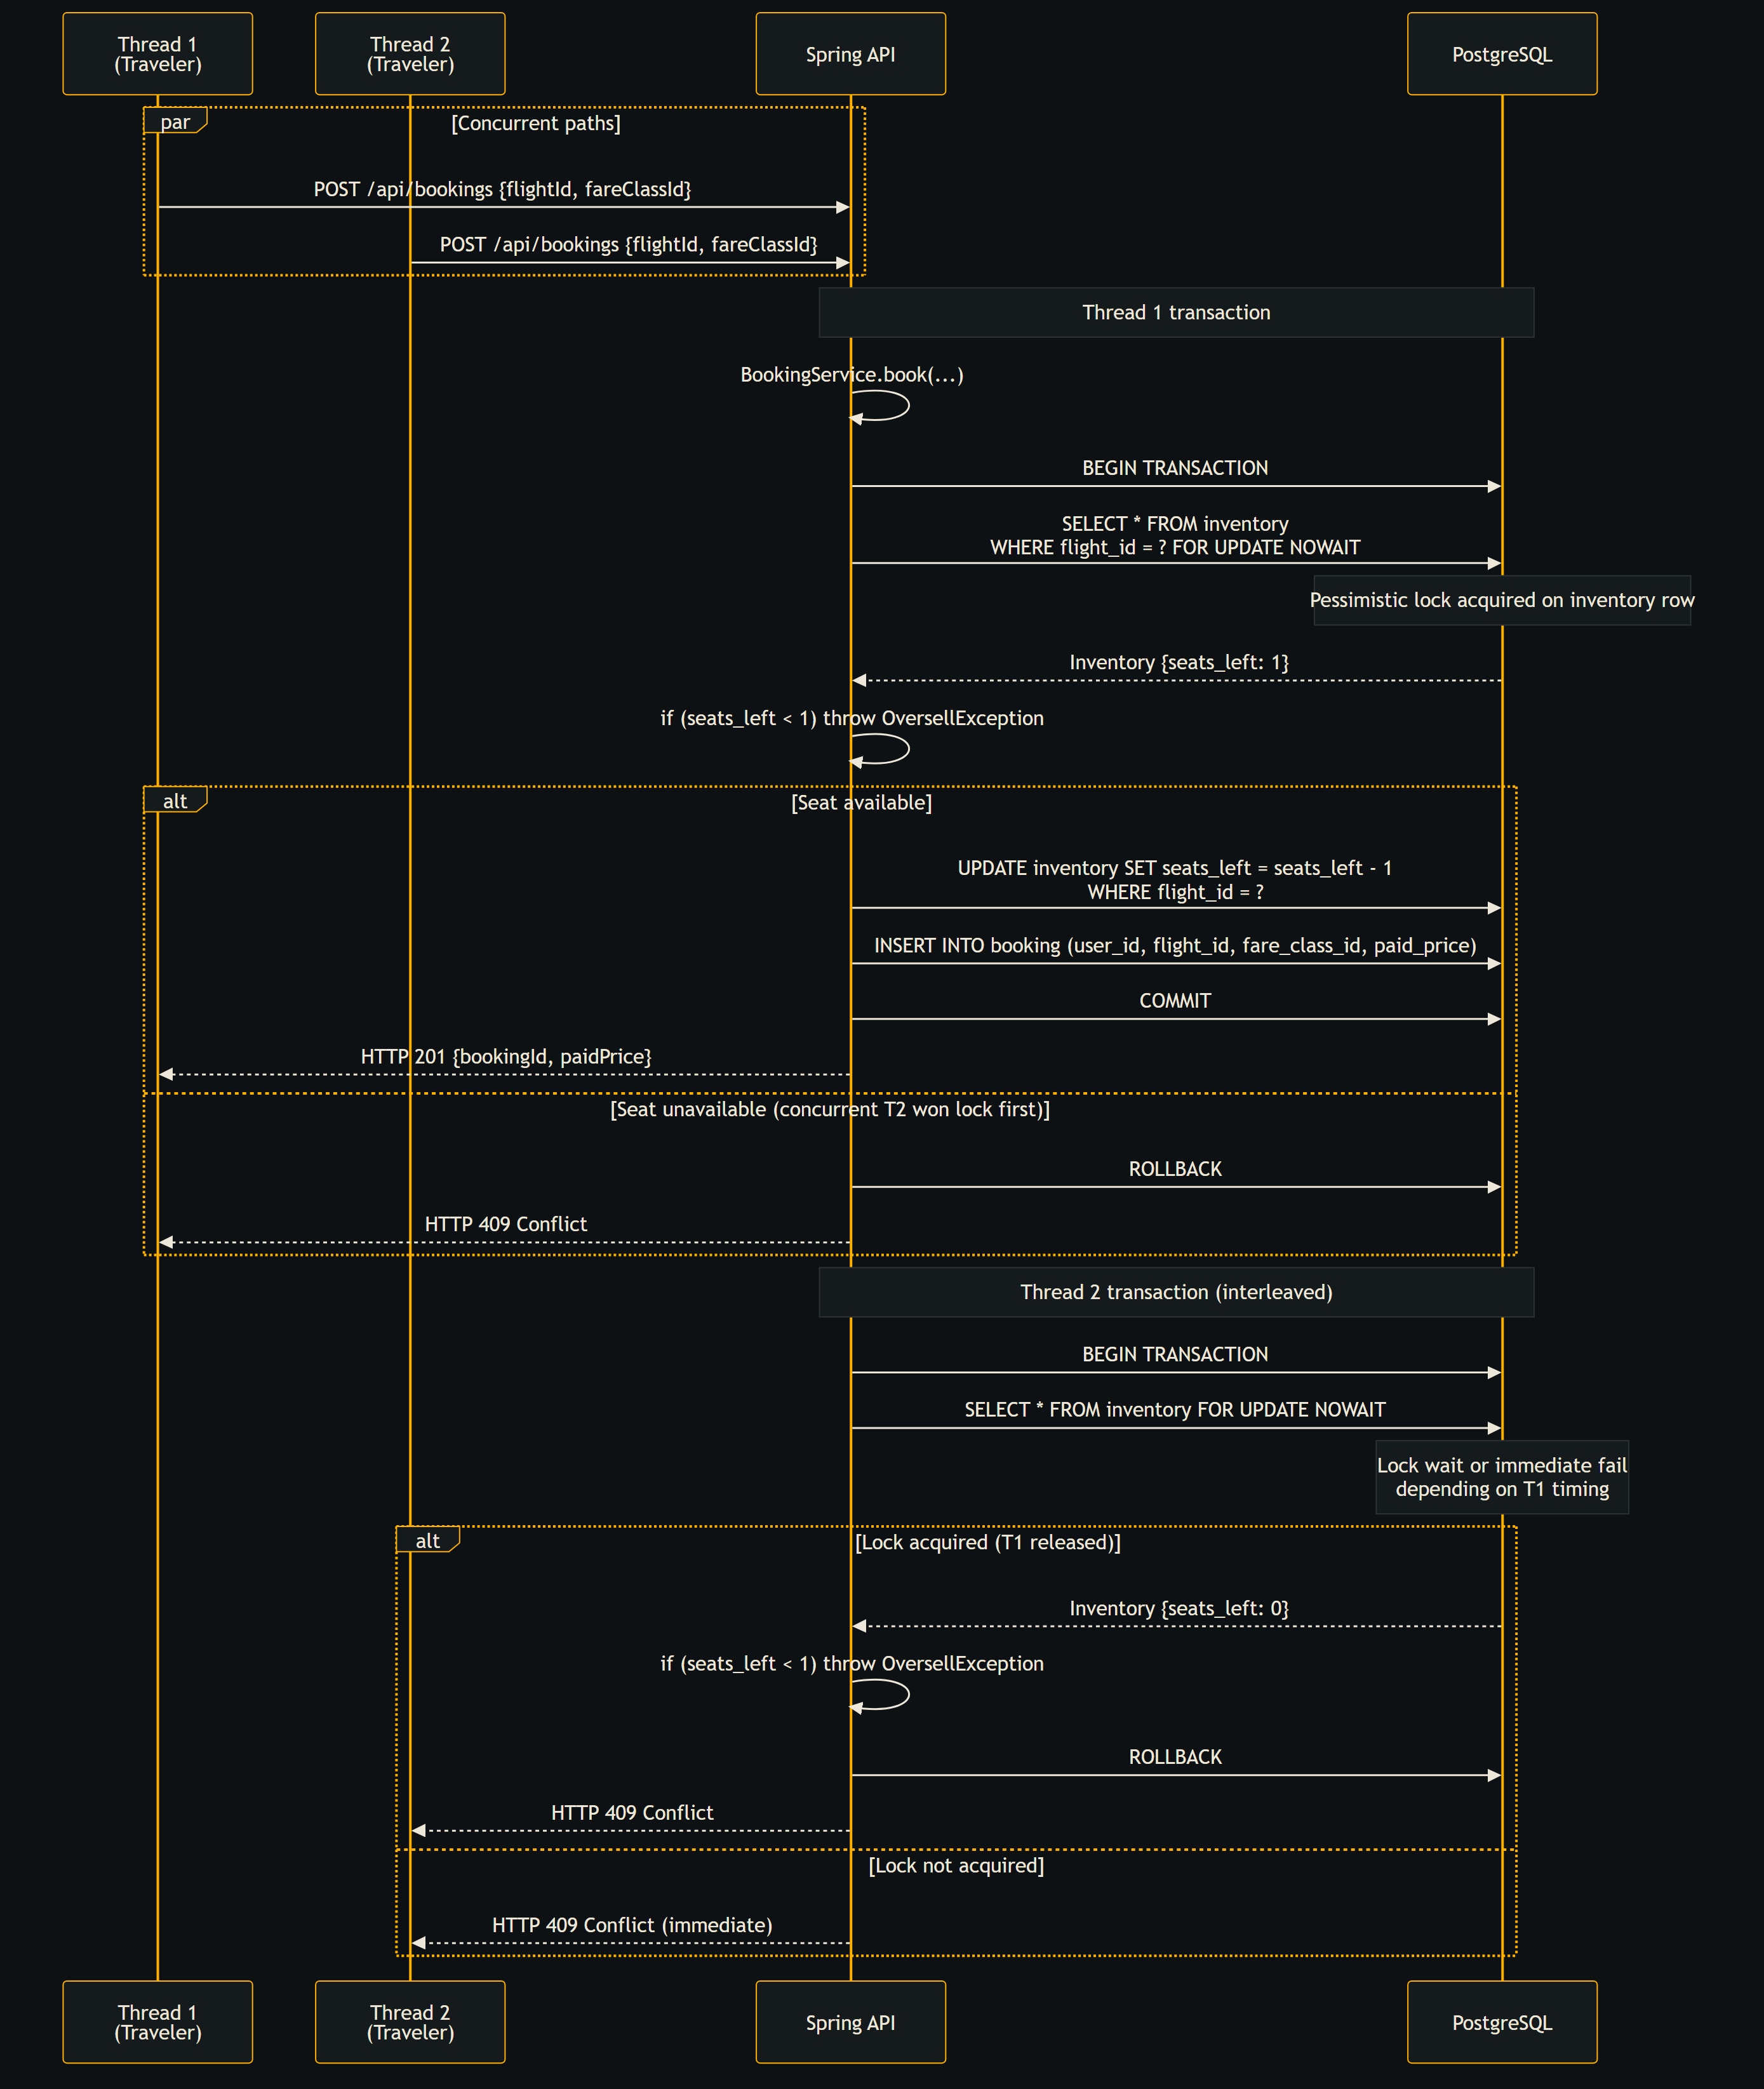 Thread 1
(Traveler)
Thread 2
(Traveler)
Spring API
PostgreSQL
par
[Concurrent paths]
POST /api/bookings {flightId, fareClassId}
POST /api/bookings {flightId, fareClassId}
Thread 1 transaction
BookingService.book(...)
BEGIN TRANSACTION
SELECT * FROM inventory
WHERE flight_id = ? FOR UPDATE NOWAIT
Pessimistic lock acquired on inventory row
Inventory {seats_left: 1}
if (seats_left < 1) throw OversellException
alt
[Seat available]
UPDATE inventory SET seats_left = seats_left - 1
WHERE flight_id = ?
INSERT INTO booking (user_id, flight_id, fare_class_id, paid_price)
COMMIT
HTTP 201 {bookingId, paidPrice}
[Seat unavailable (concurrent T2 won lock first)]
ROLLBACK
HTTP 409 Conflict
Thread 2 transaction (interleaved)
BEGIN TRANSACTION
SELECT * FROM inventory FOR UPDATE NOWAIT
Lock wait or immediate fail
depending on T1 timing
alt
[Lock acquired (T1 released)]
Inventory {seats_left: 0}
if (seats_left < 1) throw OversellException
ROLLBACK
HTTP 409 Conflict
[Lock not acquired]
HTTP 409 Conflict (immediate)
Thread 1
(Traveler)
Thread 2
(Traveler)
Spring API
PostgreSQL